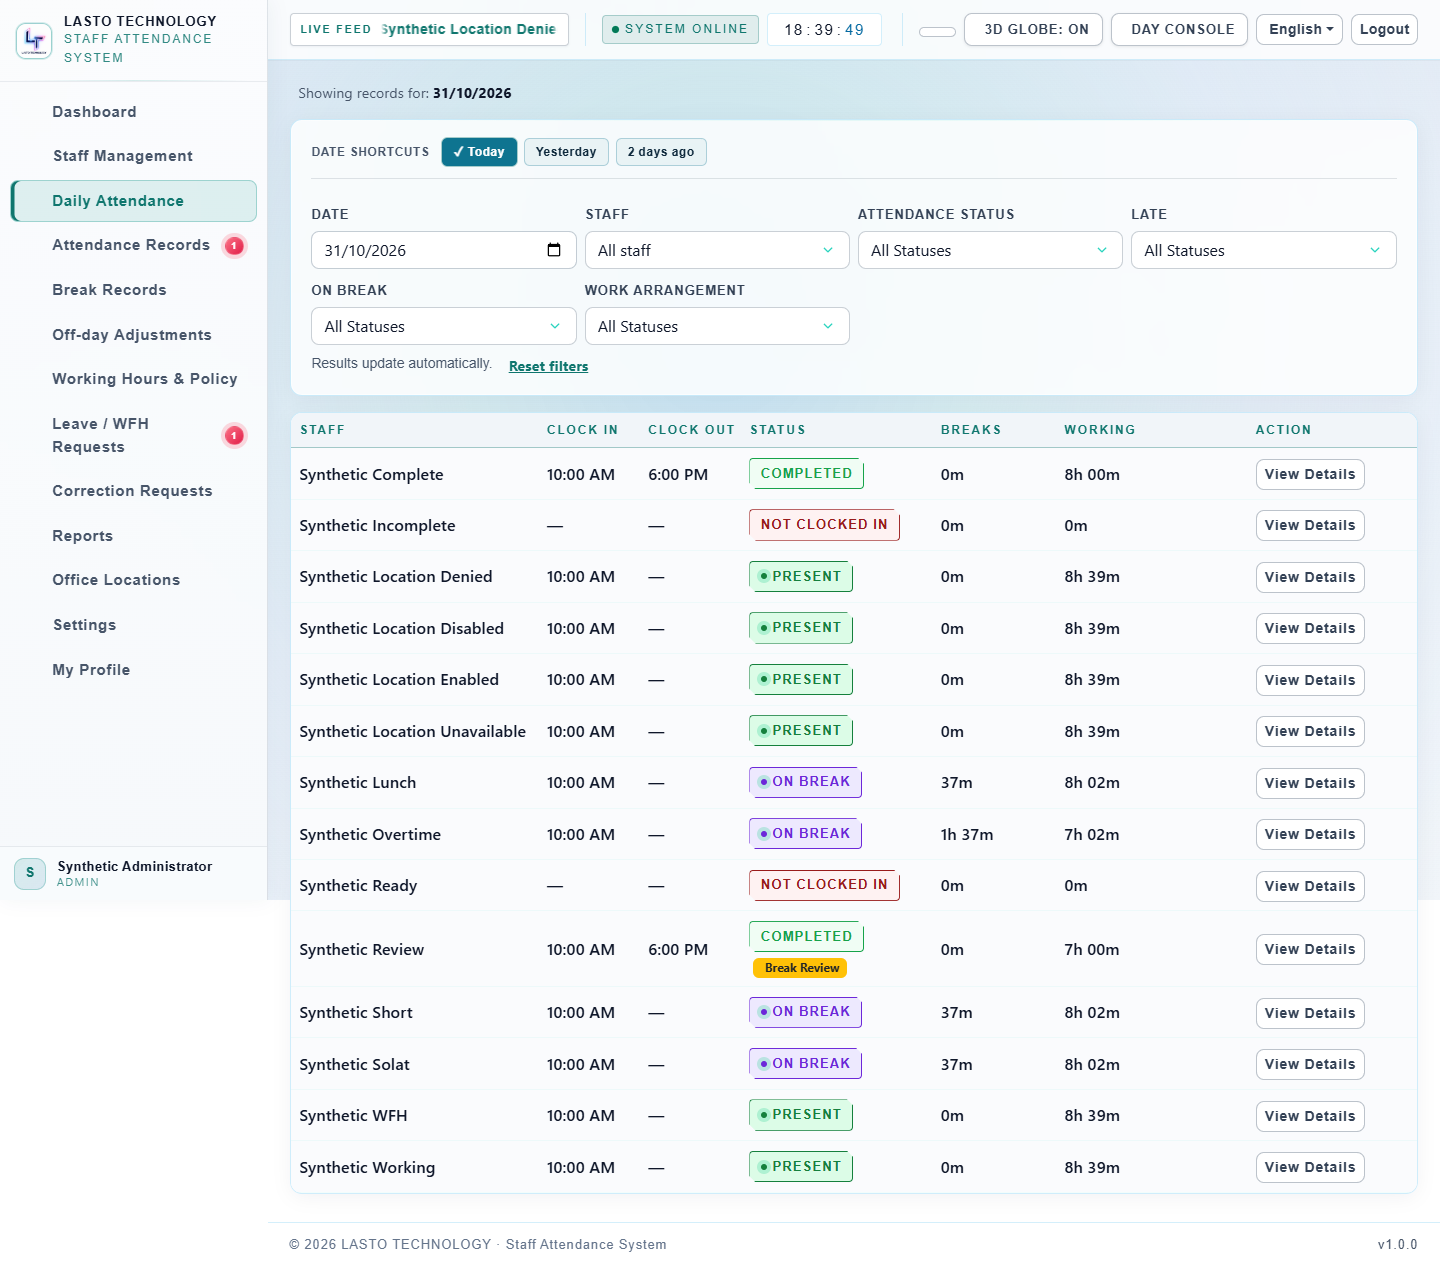 LASTO TECHNOLOGY
STAFF ATTENDANCE
SYSTEM
LIVE FEED Synthetic Location Denie
SYSTEM ONLINE
18:39:49
3D GLOBE: ON
DAY CONSOLE
English
Logout
Dashboard
Staff Management
Daily Attendance
Attendance Records 1
Break Records
Off-day Adjustments
Working Hours & Policy
Leave / WFH
Requests 1
Correction Requests
Reports
Office Locations
Settings
My Profile
S
Synthetic Administrator
ADMIN
Showing records for: 31/10/2026
DATE SHORTCUTS ✓ Today Yesterday 2 days ago
DATE STAFF ATTENDANCE STATUS LATE
31/10/2026 All staff All Statuses All Statuses
ON BREAK WORK ARRANGEMENT
All Statuses All Statuses
Results update automatically. Reset filters
STAFF CLOCK IN CLOCK OUT STATUS BREAKS WORKING ACTION
Synthetic Complete 10:00 AM 6:00 PM COMPLETED 0m 8h 00m View Details
Synthetic Incomplete — — NOT CLOCKED IN 0m 0m View Details
Synthetic Location Denied 10:00 AM — PRESENT 0m 8h 39m View Details
Synthetic Location Disabled 10:00 AM — PRESENT 0m 8h 39m View Details
Synthetic Location Enabled 10:00 AM — PRESENT 0m 8h 39m View Details
Synthetic Location Unavailable 10:00 AM — PRESENT 0m 8h 39m View Details
Synthetic Lunch 10:00 AM — ON BREAK 37m 8h 02m View Details
Synthetic Overtime 10:00 AM — ON BREAK 1h 37m 7h 02m View Details
Synthetic Ready — — NOT CLOCKED IN 0m 0m View Details
Synthetic Review 10:00 AM 6:00 PM COMPLETED 0m 7h 00m View Details
Break Review
Synthetic Short 10:00 AM — ON BREAK 37m 8h 02m View Details
Synthetic Solat 10:00 AM — ON BREAK 37m 8h 02m View Details
Synthetic WFH 10:00 AM — PRESENT 0m 8h 39m View Details
Synthetic Working 10:00 AM — PRESENT 0m 8h 39m View Details
© 2026 LASTO TECHNOLOGY · Staff Attendance System
v1.0.0